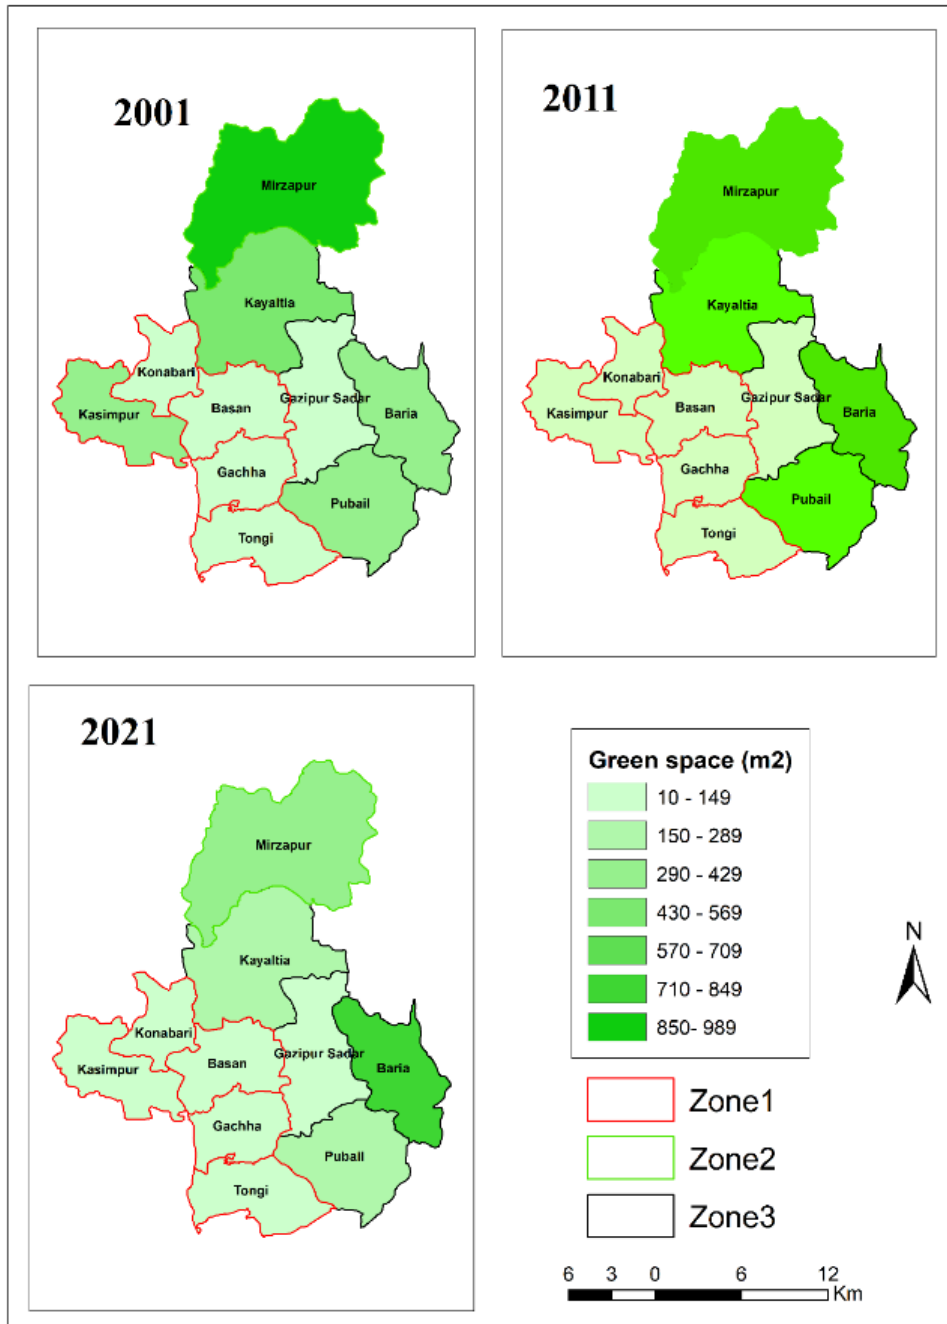 2001
Mirzapur
Kayaltia
Konabari
Kasimpur
Basan
Gazipur Sadar
Baria
Gachha
Pubail
Tongi
2011
Mirzapur
Kayaltia
Konabari
Kasimpur
Basan
Gazipur Sadar
Baria
Gachha
Pubail
Tongi
2021
Mirzapur
Kayaltia
Konabari
Kasimpur
Basan
Gazipur Sadar
Baria
Gachha
Pubail
Tongi
Green space (m2)
10 - 149
150 - 289
290 - 429
430 - 569
570 - 709
710 - 849
850- 989
N
Zone1
Zone2
Zone3
6 3 0 6 12
Km